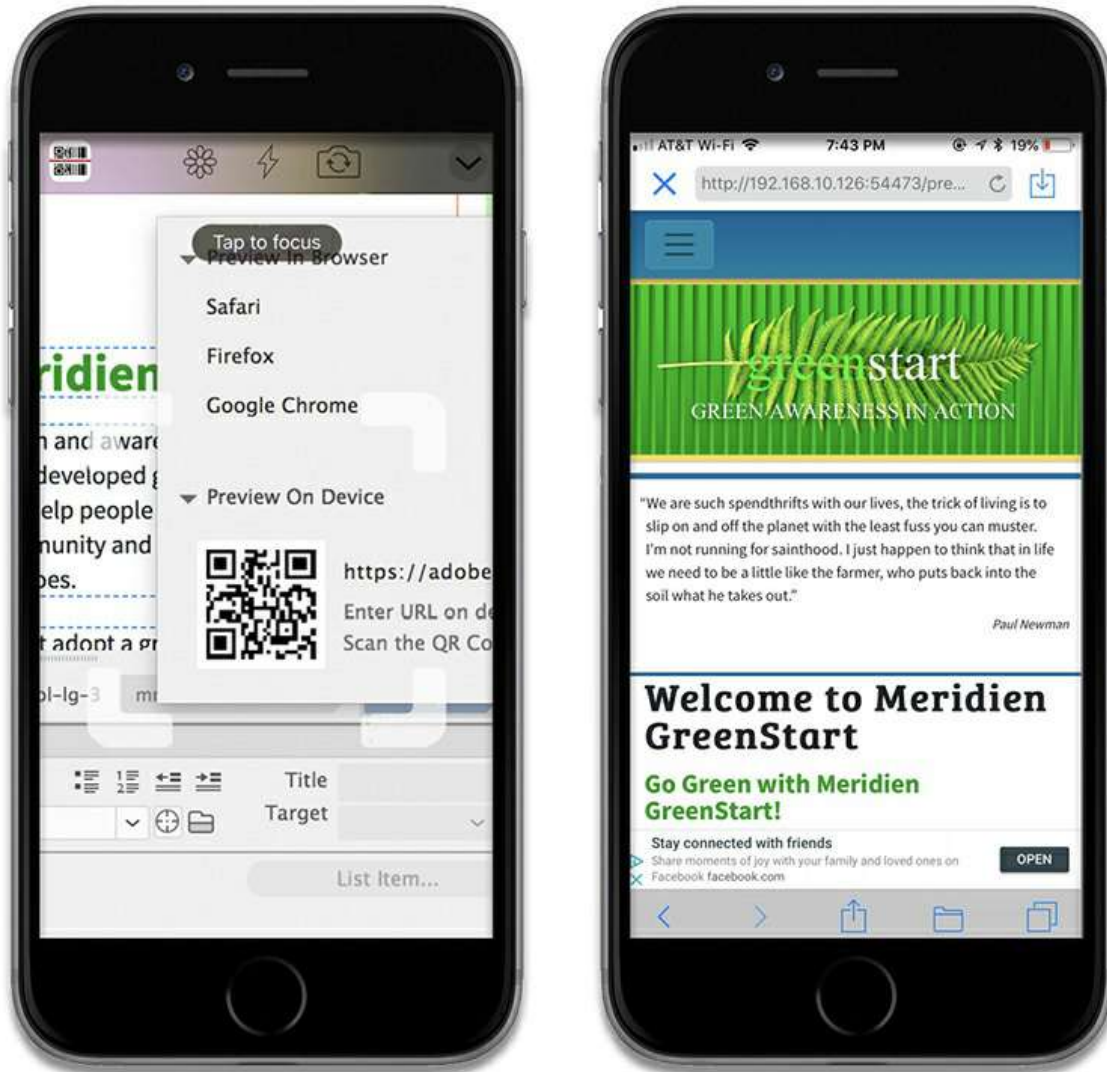 Tap to focus
Preview In Browser
Safari
Firefox
Google Chrome
ridien
and aware
developed
elp people
munity and
Preview On Device
https://adobe
Enter URL on
Scan the QR Co
t adopt a gr
ol-lg-3
Title
Target
List Item...
AT&T Wi-Fi 7:43 PM 19%
http://192.168.10.126:54473/pre...
greenstart
GREEN AWARENESS IN ACTION
“We are such spendthrifts with our lives, the trick of living is to
slip on and off the planet with the least fuss you can muster.
I'm not running for sainthood. I just happen to think that in life
we need to be a little like the farmer, who puts back into the
soil what he takes out.”
Paul Newman
Welcome to Meridien
GreenStart
Go Green with Meridien
GreenStart!
Stay connected with friends
Share moments of joy with your family and loved ones on
Facebook facebook.com
OPEN